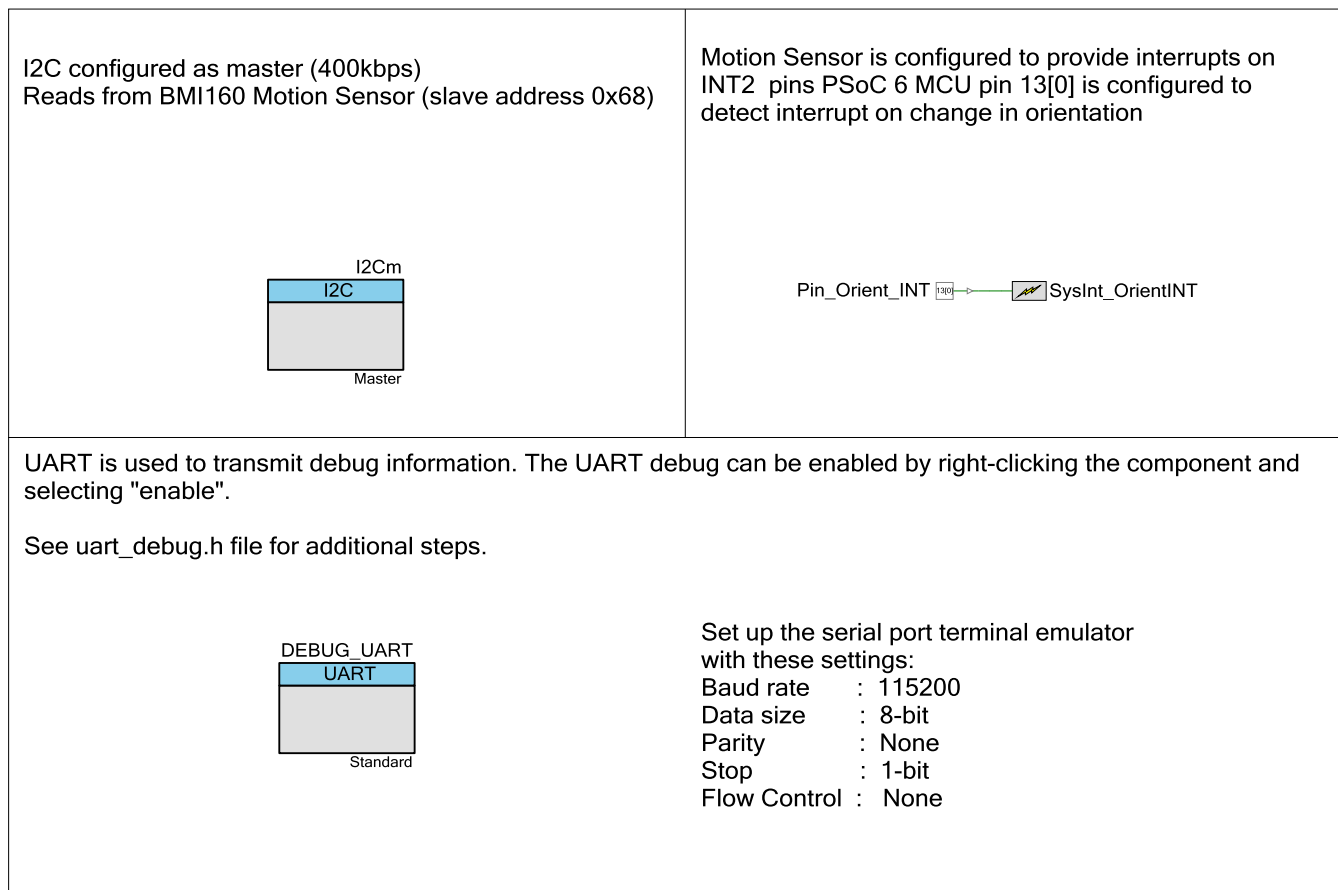 I2C configured as master (400kbps)
Reads from BMI160 Motion Sensor (slave address 0x68)
I2Cm
I2C
Master
Motion Sensor is configured to provide interrupts on
INT2  pins PSoC 6 MCU pin 13[0] is configured to
detect interrupt on change in orientation
Pin_Orient_INT 13[0] SysInt_OrientINT
UART is used to transmit debug information. The UART debug can be enabled by right-clicking the component and
selecting "enable".
See uart_debug.h file for additional steps.
DEBUG_UART
UART
Standard
Set up the serial port terminal emulator
with these settings:
Baud rate : 115200
Data size : 8-bit
Parity : None
Stop : 1-bit
Flow Control : None